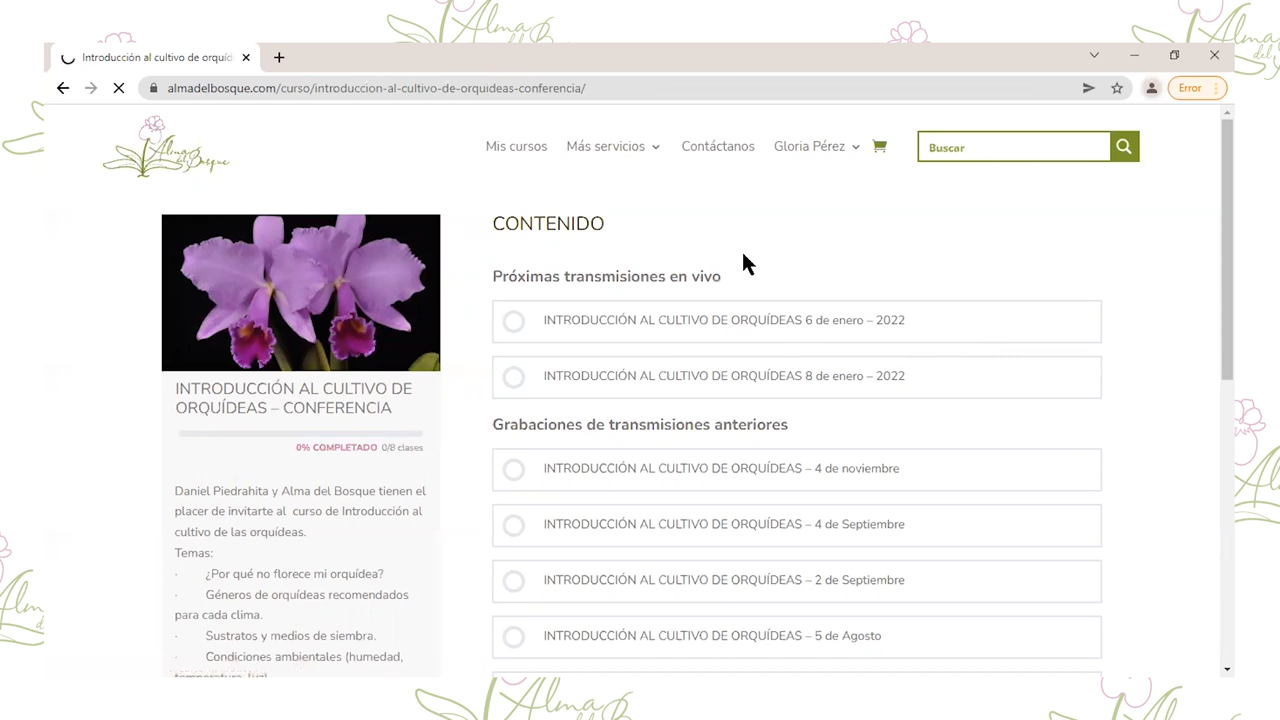 Introducción al cultivo de orquíd
almadelbosque.com/curso/introduccion-al-cultivo-de-orquideas-conferencia/
Error
Alma del Bosque
Mis cursos
Más servicios
Contáctanos
Gloria Pérez
Buscar
INTRODUCCIÓN AL CULTIVO DE
ORQUÍDEAS – CONFERENCIA
0% COMPLETADO 0/8 clases
Daniel Piedrahita y Alma del Bosque tienen el
placer de invitarte al curso de Introducción al
cultivo de las orquídeas.
Temas:
· ¿Por qué no florece mi orquídea?
· Géneros de orquídeas recomendados
para cada clima.
· Sustratos y medios de siembra.
· Condiciones ambientales (humedad,
temperatura, luz)
CONTENIDO
Próximas transmisiones en vivo
INTRODUCCIÓN AL CULTIVO DE ORQUÍDEAS 6 de enero – 2022
INTRODUCCIÓN AL CULTIVO DE ORQUÍDEAS 8 de enero – 2022
Grabaciones de transmisiones anteriores
INTRODUCCIÓN AL CULTIVO DE ORQUÍDEAS – 4 de noviembre
INTRODUCCIÓN AL CULTIVO DE ORQUÍDEAS – 4 de Septiembre
INTRODUCCIÓN AL CULTIVO DE ORQUÍDEAS – 2 de Septiembre
INTRODUCCIÓN AL CULTIVO DE ORQUÍDEAS – 5 de Agosto